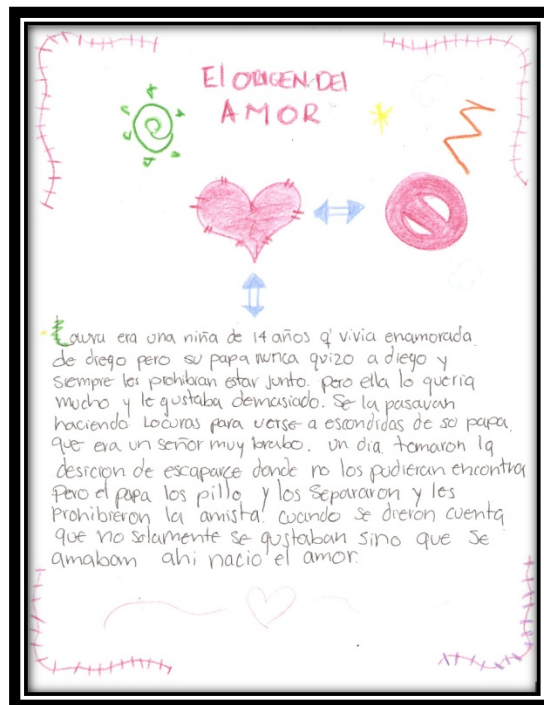 El ORIGEN DEl
AMOR
Laura era una niña de 14 años q' vivia enamorada
de diego pero su papa nunca quizo a diego y
siempre les prohibian estar junto. pero ella lo queria
mucho y le gustaba demasiado. Se la pasavan
haciendo locuras para verse a escondidas de su papa.
que era un señor muy brabo. un dia tomaron la
desicion de escaparce donde no los pudieran encontra
Pero el papa los pillo y los Separaron y les
Prohibieron la amista! cuando se dieron cuenta
que no solamente se gustaban sino que se
amabam ahi nacio el amor.